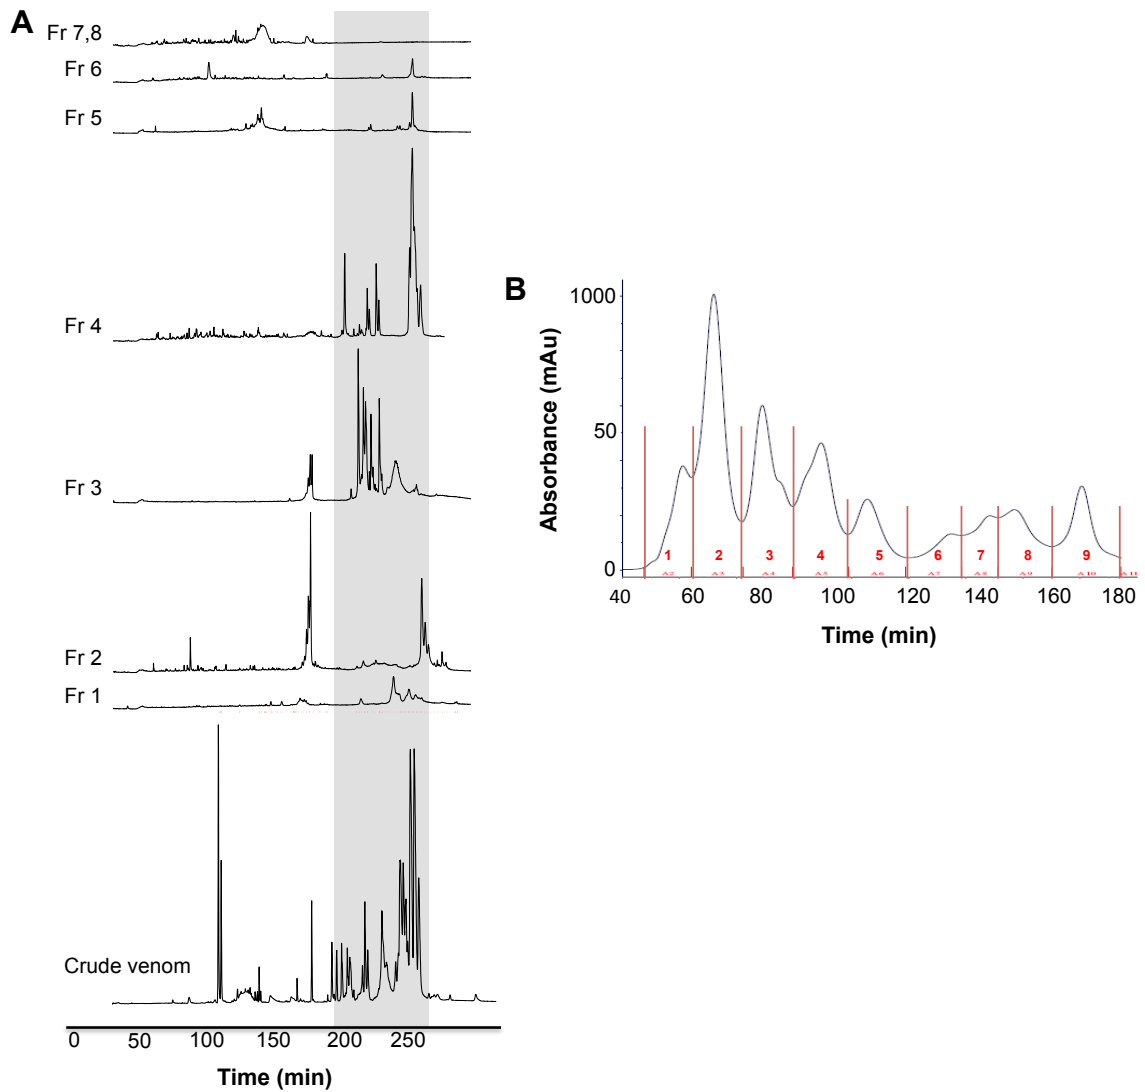 A
Fr 7,8
Fr 6
Fr 5
Fr 4
Fr 3
Fr 2
Fr 1
Crude venom
0 50 100 150 200 250
Time (min)
B
Absorbance (mAu)
1000
50
0
1 2 3 4 5 6 7 8 9
40 60 80 100 120 140 160 180
Time (min)